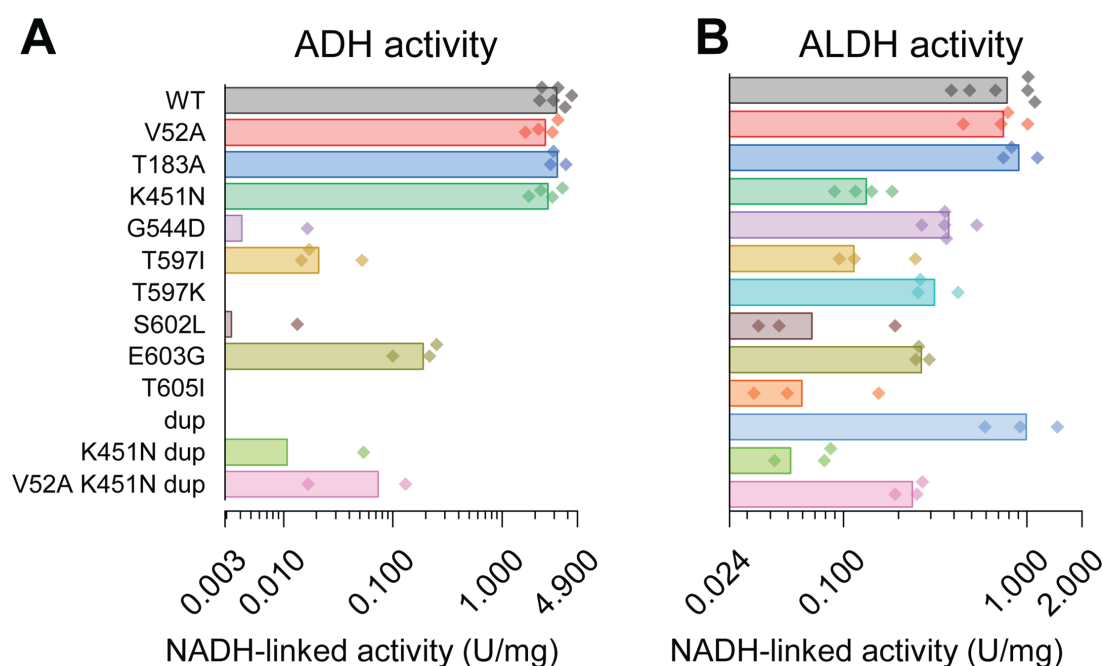 A
ADH activity
WT
V52A
T183A
K451N
G544D
T597I
T597K
S602L
E603G
T605I
dup
K451N dup
V52A K451N dup
0.003
0.010
0.100
1.000
4.900
NADH-linked activity (U/mg)
B
ALDH activity
0.024
0.100
1.000
2.000
NADH-linked activity (U/mg)